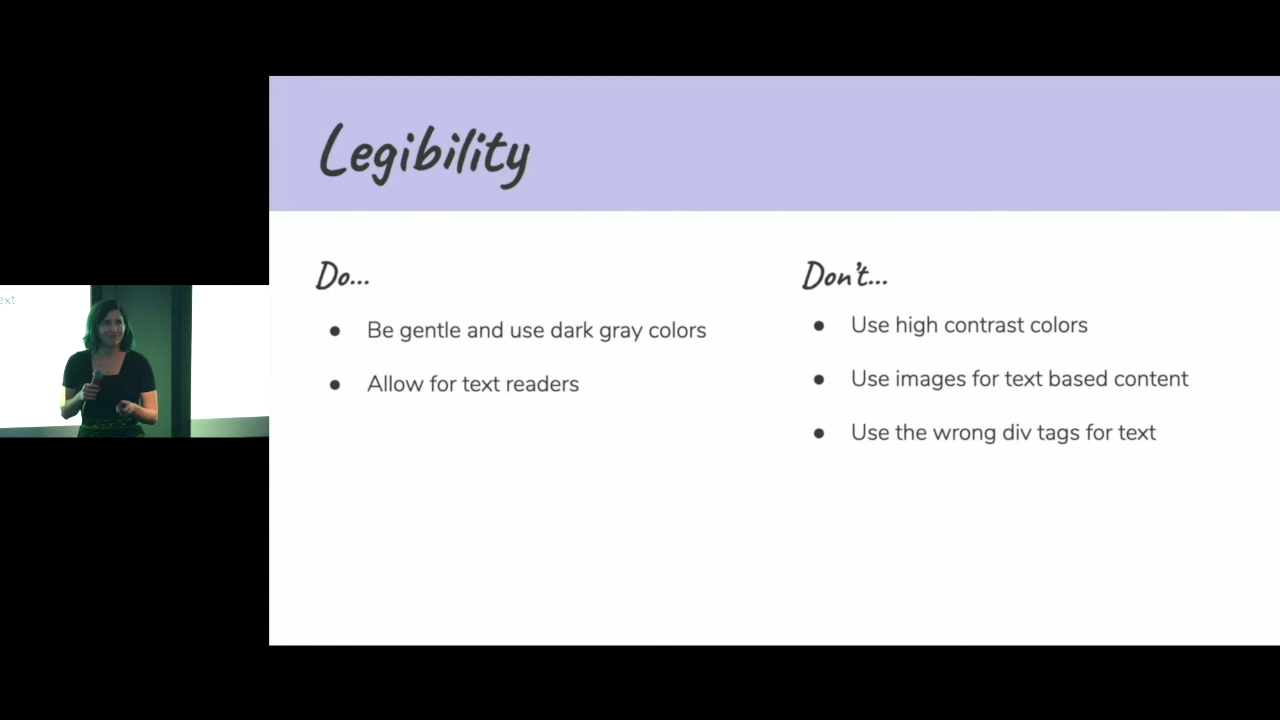 Legibility
Do...
Be gentle and use dark gray colors
Allow for text readers
Don't...
Use high contrast colors
Use images for text based content
Use the wrong div tags for text
ext